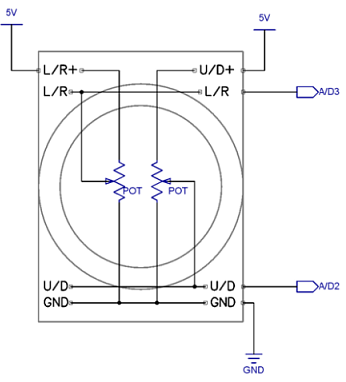 5V
5V
L/R+ U/D+
L/R L/R A/D3
POT POT
U/D U/D A/D2
GND GND
GND